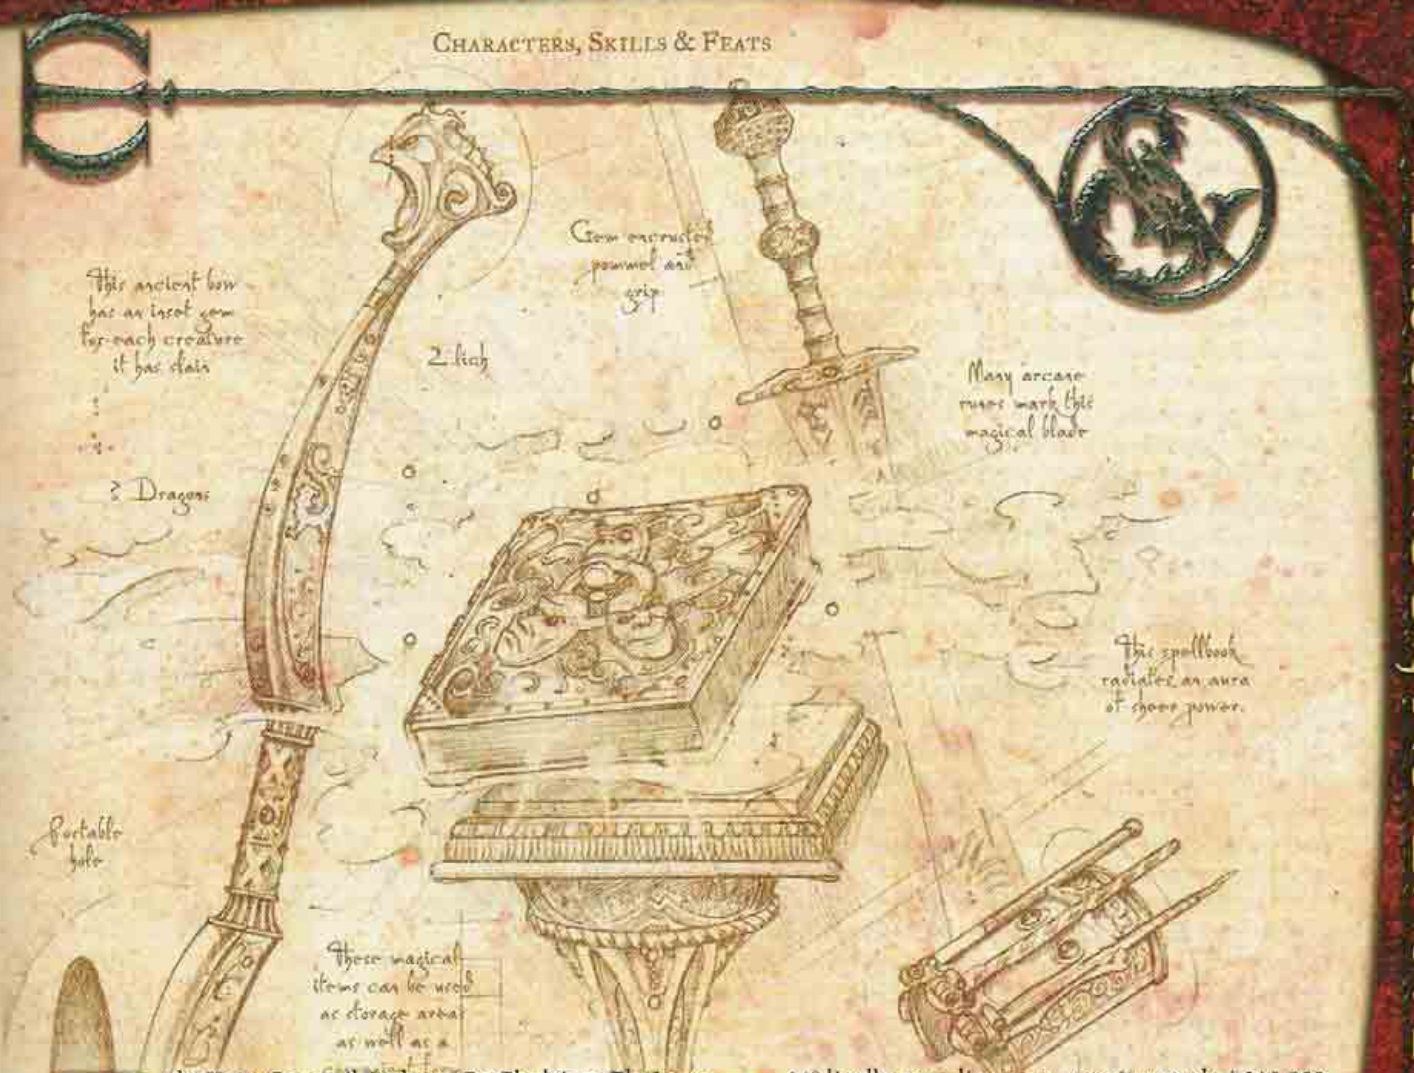 Characters, Skills & Feats
This ancient bow
has an inset gem
for each creature
it has slain
2 lich
? Dragons
Gem encrusted
pommel and
grip
Many arcane
runes mark this
magical blade
This spellbook
radiates an aura
of sheer power.
Portable
hole
These magical
items can be used
as storage areas
as well as a